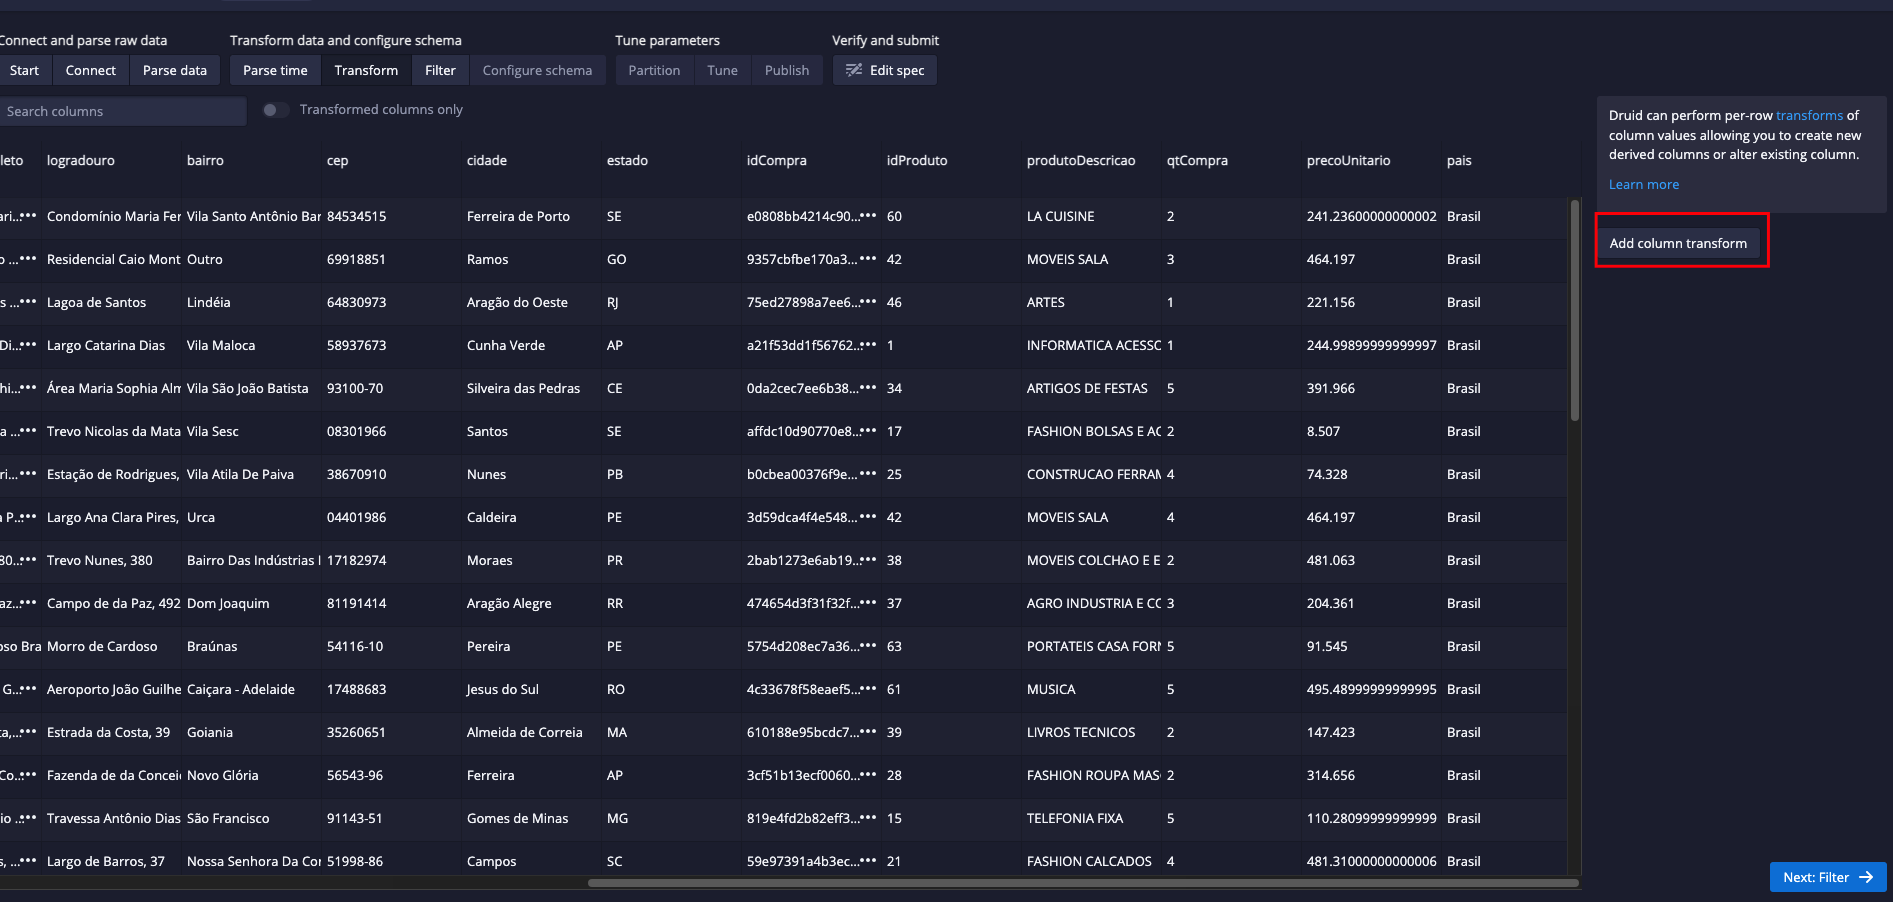 Connect and parse raw data Transform data and configure schema Tune parameters Verify and submit
Start Connect Parse data Parse time Transform Filter Configure schema Partition Tune Publish Edit spec
Search columns Transformed columns only
leto logradouro bairro cep cidade estado idCompra idProduto produtoDescricao qtCompra precoUnitario pais
ari...••• Condomínio Maria Fer Vila Santo Antônio Bar 84534515 Ferreira de Porto SE e0808bb4214c90...••• 60 LA CUISINE 2 241.23600000000002 Brasil
o ...••• Residencial Caio Mont Outro 69918851 Ramos GO 9357cbfbe170a3...••• 42 MOVEIS SALA 3 464.197 Brasil
s ...••• Lagoa de Santos Lindéia 64830973 Aragão do Oeste RJ 75ed27898a7ee6...••• 46 ARTES 1 221.156 Brasil
Di...••• Largo Catarina Dias Vila Maloca 58937673 Cunha Verde AP a21f53dd1f56762...••• 1 INFORMATICA ACESSO 1 244.99899999999997 Brasil
hi...••• Área Maria Sophia Alm Vila São João Batista 93100-70 Silveira das Pedras CE 0da2cec7ee6b38...••• 34 ARTIGOS DE FESTAS 5 391.966 Brasil
a ...••• Trevo Nicolas da Mata Vila Sesc 08301966 Santos SE affdc10d90770e8...••• 17 FASHION BOLSAS E AC 2 8.507 Brasil
ri...••• Estação de Rodrigues, Vila Atila De Paiva 38670910 Nunes PB b0cbea00376f9e...••• 25 CONSTRUCAO FERRAM 4 74.328 Brasil
a P...••• Largo Ana Clara Pires, Urca 04401986 Caldeira PE 3d59dca4f4e548...••• 42 MOVEIS SALA 4 464.197 Brasil
80...••• Trevo Nunes, 380 Bairro Das Indústrias I 17182974 Moraes PR 2bab1273e6ab19...••• 38 MOVEIS COLCHAO E E 2 481.063 Brasil
az...••• Campo de da Paz, 492 Dom Joaquim 81191414 Aragão Alegre RR 474654d3f31f32f...••• 37 AGRO INDUSTRIA E CO 3 204.361 Brasil
oso Bra Morro de Cardoso Braúnas 54116-10 Pereira PE 5754d208ec7a36...••• 63 PORTATEIS CASA FORN 5 91.545 Brasil
G...••• Aeroporto João Guilhe Caiçara - Adelaide 17488683 Jesus do Sul RO 4c33678f58eaef5...••• 61 MUSICA 5 495.48999999999995 Brasil
ta,...••• Estrada da Costa, 39 Goiania 35260651 Almeida de Correia MA 610188e95bcdc7...••• 39 LIVROS TECNICOS 2 147.423 Brasil
Co...••• Fazenda de da Concei Novo Glória 56543-96 Ferreira AP 3cf51b13ecf0060...••• 28 FASHION ROUPA MAS 2 314.656 Brasil
io ...••• Travessa Antônio Dias São Francisco 91143-51 Gomes de Minas MG 819e4fd2b82eff3...••• 15 TELEFONIA FIXA 5 110.28099999999999 Brasil
s, ...••• Largo de Barros, 37 Nossa Senhora Da Cor 51998-86 Campos SC 59e97391a4b3ec...••• 21 FASHION CALCADOS 4 481.31000000000006 Brasil
Druid can perform per-row transforms of
column values allowing you to create new
derived columns or alter existing column.
Learn more
Add column transform
Next: Filter